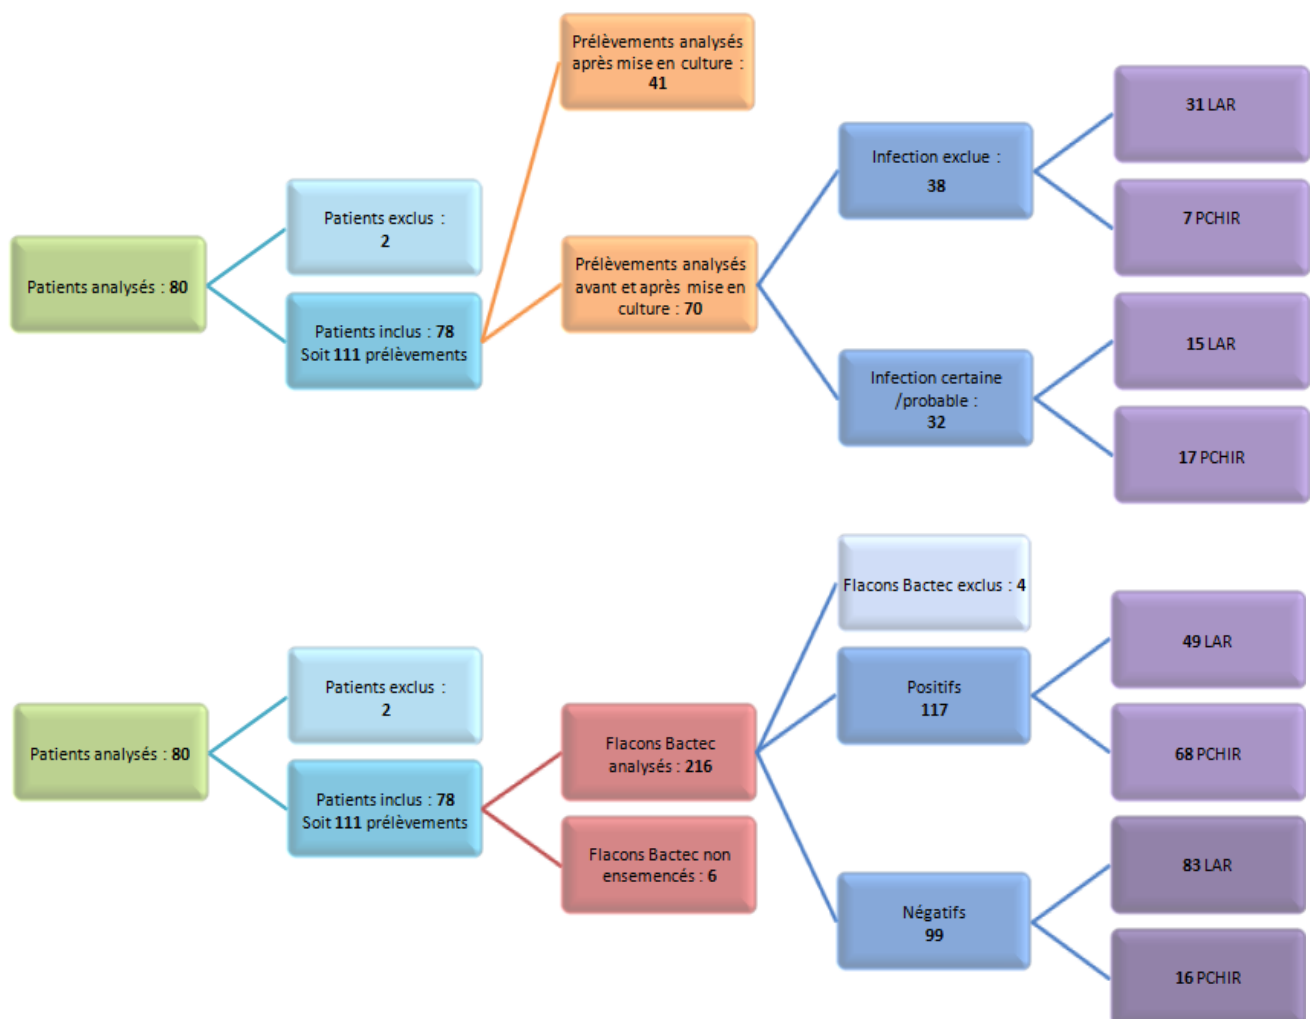 Prélèvements analysés
après mise en culture :
41
31 LAR
Infection exclue :
38
Patients exclus :
2
7 PCHIR
Patients analysés : 80
Prélèvements analysés
avant et après mise en
culture : 70
Patients inclus : 78
Soit 111 prélèvements
15 LAR
Infection certaine
/probable :
32
17 PCHIR
Flacons Bactec exclus : 4
49 LAR
Patients exclus :
2
Positifs
117
Patients analysés : 80
Flacons Bactec
analysés : 216
68 PCHIR
Patients inclus : 78
Soit 111 prélèvements
Flacons Bactec non
ensemencés : 6
83 LAR
Négatifs
99
16 PCHIR